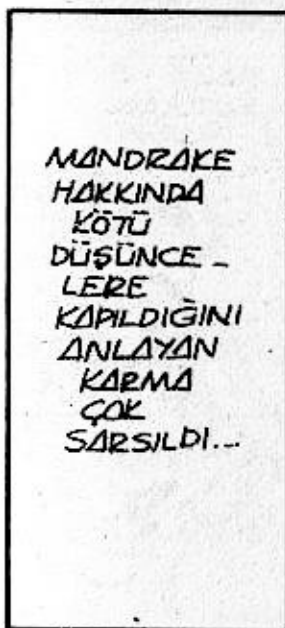 MANDRAKE
HAKKINDA
KÖTÜ
DÜŞÜNCE-
LERE
KAPILDIĞINI
ANLAYAN
KARMA
ÇOK
SARSILDI...